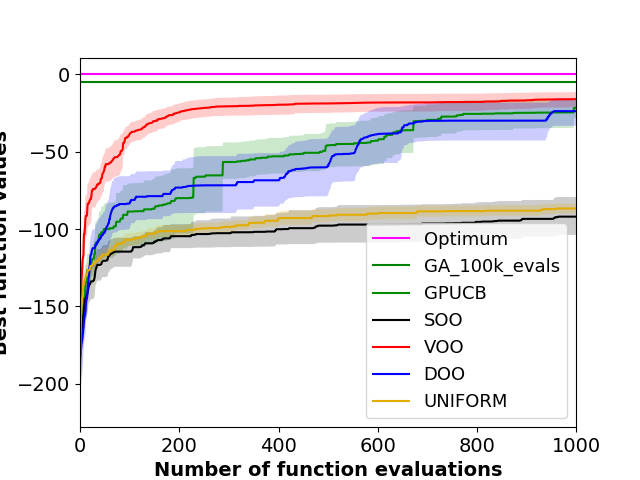 0
−50
−100
−150
−200
Best function values
0 200 400 600 800 1000
Number of function evaluations
Optimum
GA_100k_evals
GPUCB
SOO
VOO
DOO
UNIFORM